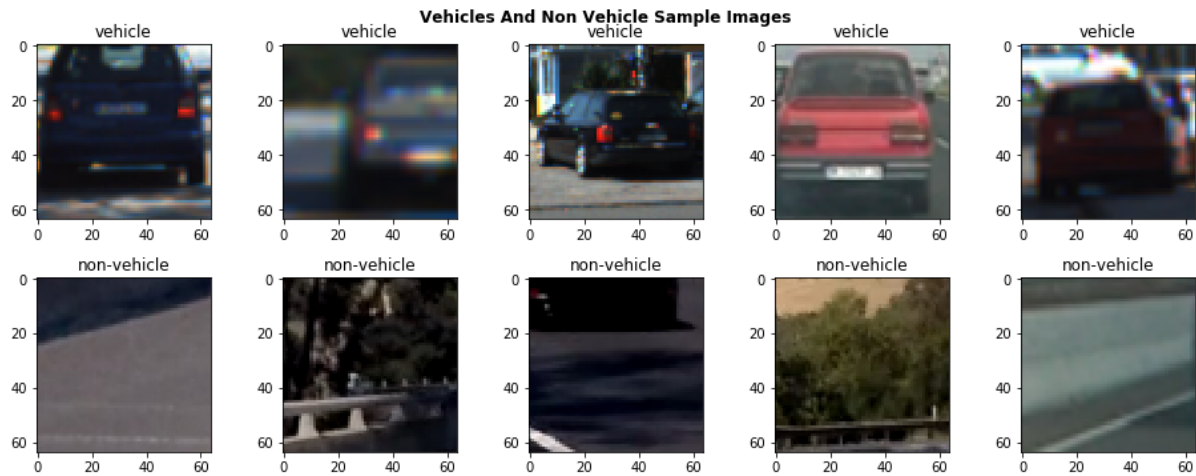 Vehicles And Non Vehicle Sample Images
vehicle vehicle vehicle vehicle vehicle
0 0 0 0 0
20 20 20 20 20
40 40 40 40 40
60 60 60 60 60
0 20 40 60 0 20 40 60 0 20 40 60 0 20 40 60 0 20 40 60
non-vehicle non-vehicle non-vehicle non-vehicle non-vehicle
0 0 0 0 0
20 20 20 20 20
40 40 40 40 40
60 60 60 60 60
0 20 40 60 0 20 40 60 0 20 40 60 0 20 40 60 0 20 40 60